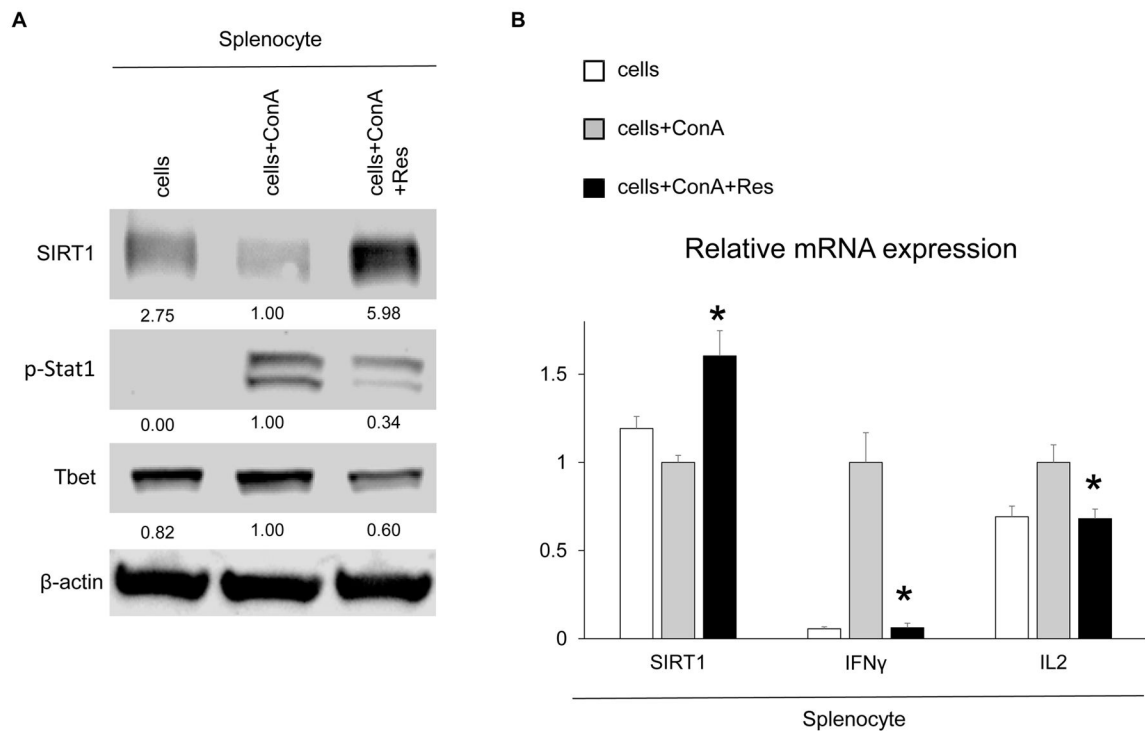 A
Splenocyte
cells
cells+ConA
cells+ConA
+Res
SIRT1
2.75 1.00 5.98
p-Stat1
0.00 1.00 0.34
Tbet
0.82 1.00 0.60
β-actin
B
cells
cells+ConA
cells+ConA+Res
Relative mRNA expression
*
1.5
1
*
0.5
*
0
SIRT1 IFNγ IL2
Splenocyte